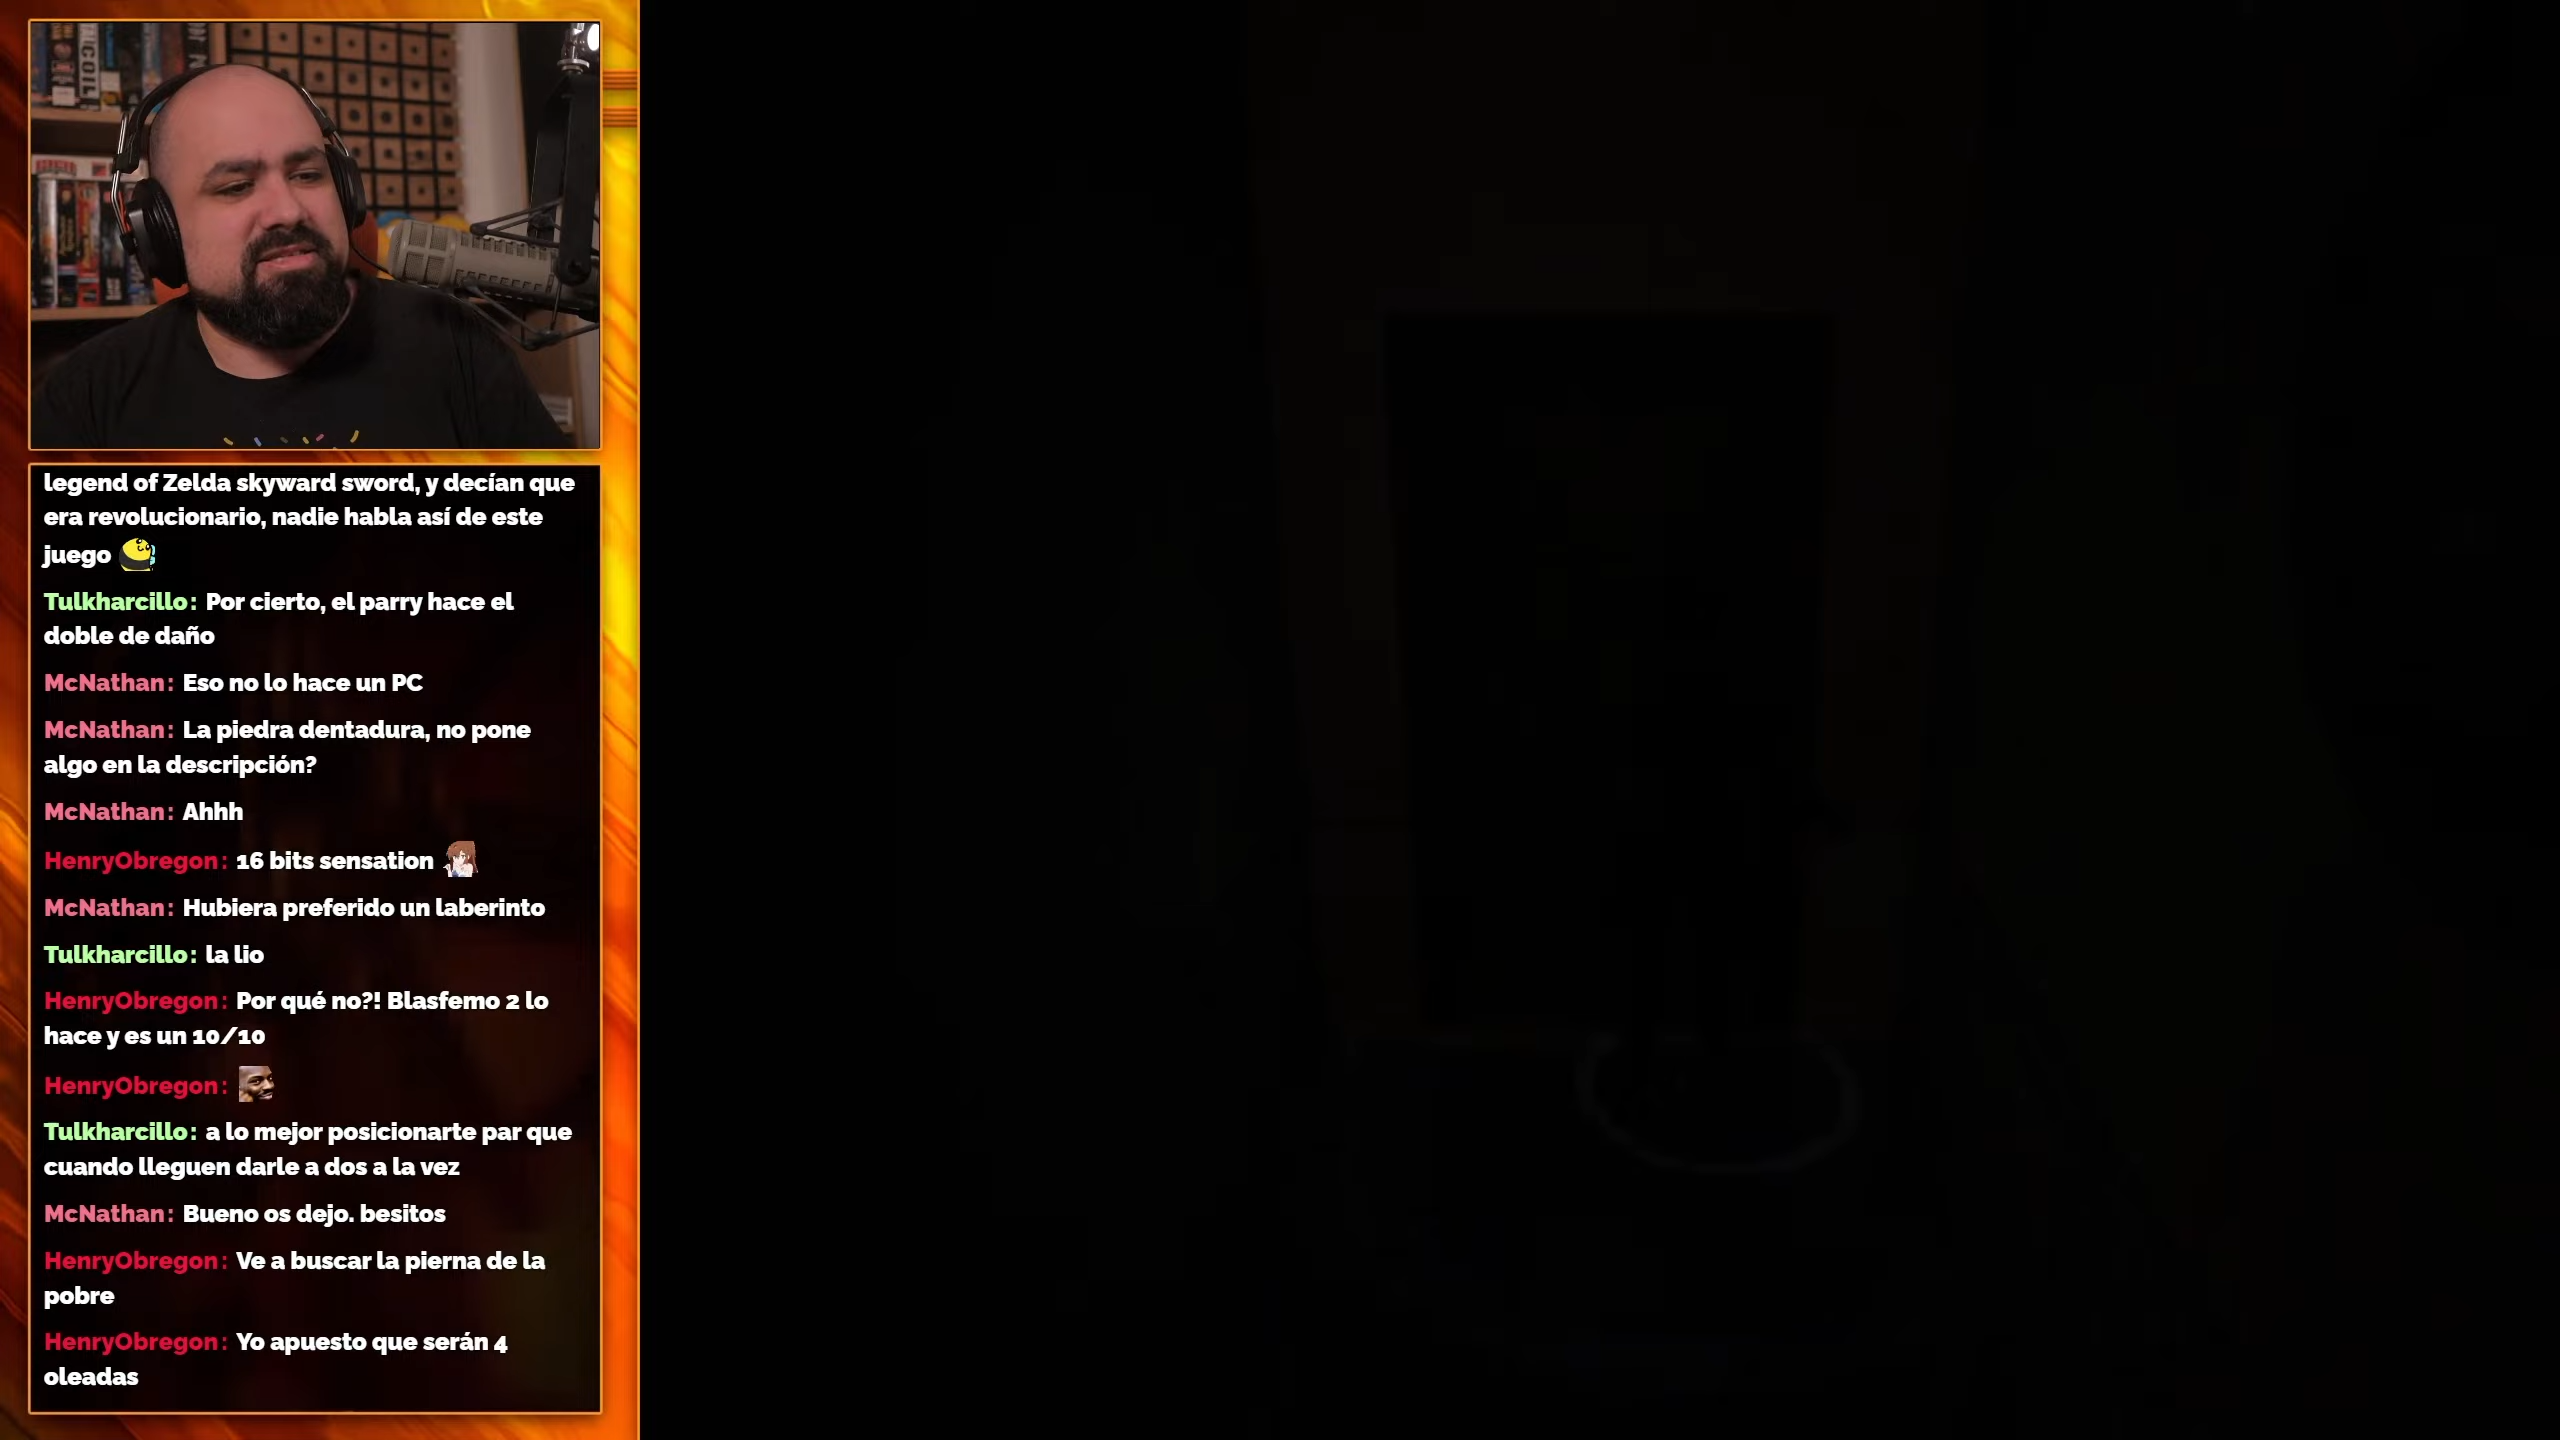 legend of Zelda skyward sword, y decían que
era revolucionario, nadie habla así de este
juego
Tulkharcillo: Por cierto, el parry hace el
doble de daño
McNathan: Eso no lo hace un PC
McNathan: La piedra dentadura, no pone
algo en la descripción?
McNathan: Ahhh
HenryObregon: 16 bits sensation
McNathan: Hubiera preferido un laberinto
Tulkharcillo: la lio
HenryObregon: Por qué no?! Blasfemo 2 lo
hace y es un 10/10
HenryObregon:
Tulkharcillo: a lo mejor posicionarte par que
cuando lleguen darle a dos a la vez
McNathan: Bueno os dejo. besitos
HenryObregon: Ve a buscar la pierna de la
pobre
HenryObregon: Yo apuesto que serán 4
oleadas